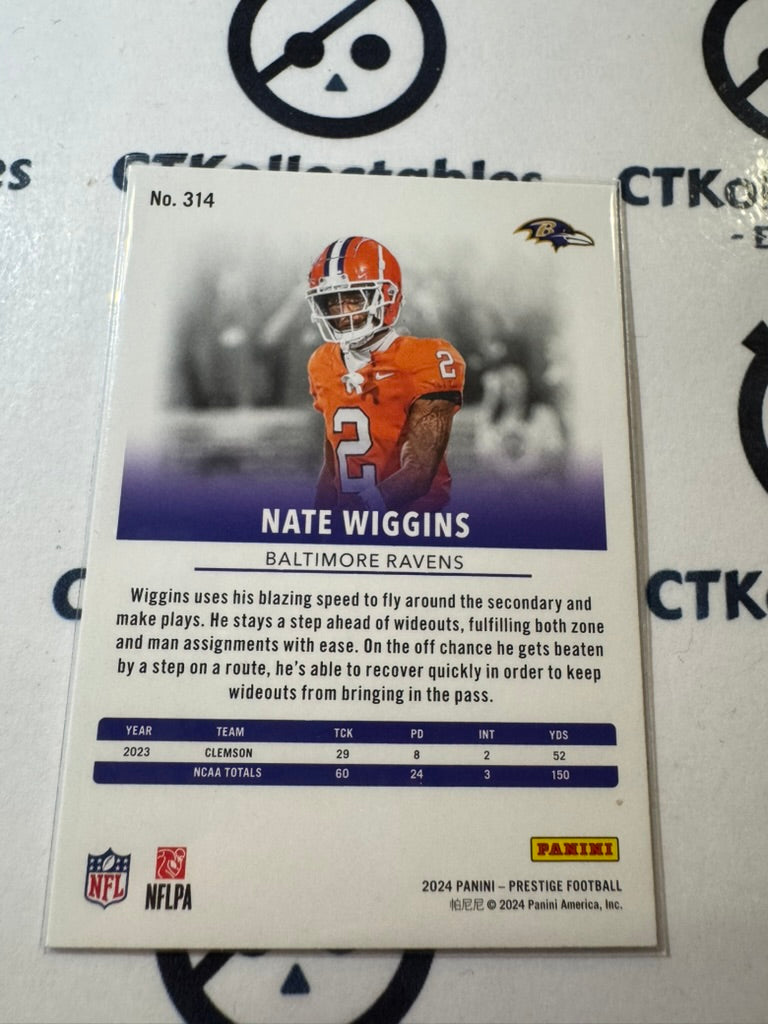 CTKollectables
CTKo
No. 314
2
2
NATE WIGGINS
BALTIMORE RAVENS
Wiggins uses his blazing speed to fly around the secondary and
make plays. He stays a step ahead of wideouts, fulfilling both zone
and man assignments with ease. On the off chance he gets beaten
by a step on a route, he's able to recover quickly in order to keep
wideouts from bringing in the pass.
YEAR TEAM TCK PD INT YDS
2023 CLEMSON 29 8 2 52
NCAA TOTALS 60 24 3 150
PANINI
NFL
NFLPA
2024 PANINI – PRESTIGE FOOTBALL
帕尼尼 © 2024 Panini America, Inc.